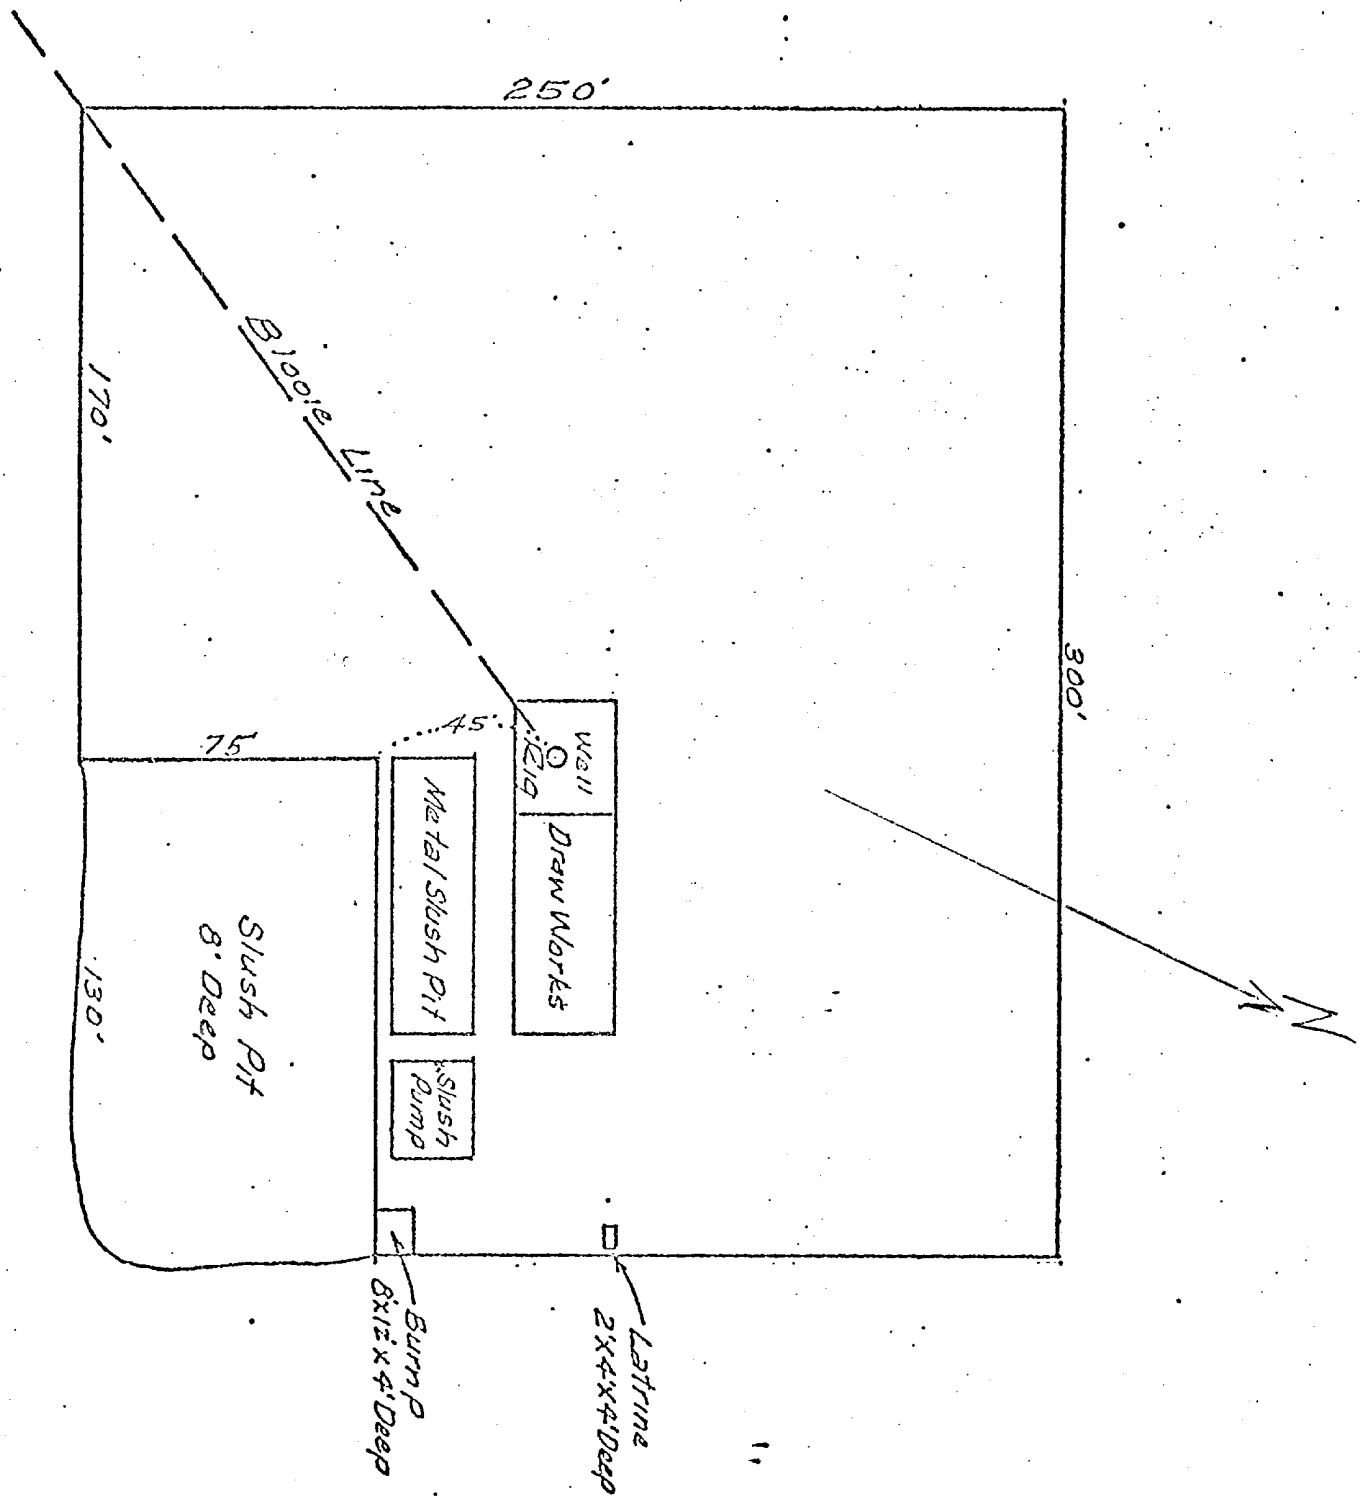 250'
300'
170'
Blooie Line
45'
75
Well
Rig
Draw Works
Metal Slush Pit
Slush
Pump
Slush Pit
8' Deep
130'
N
Latrine
2'x4'x4' Deep
Burn P
8'x12'x4' Deep